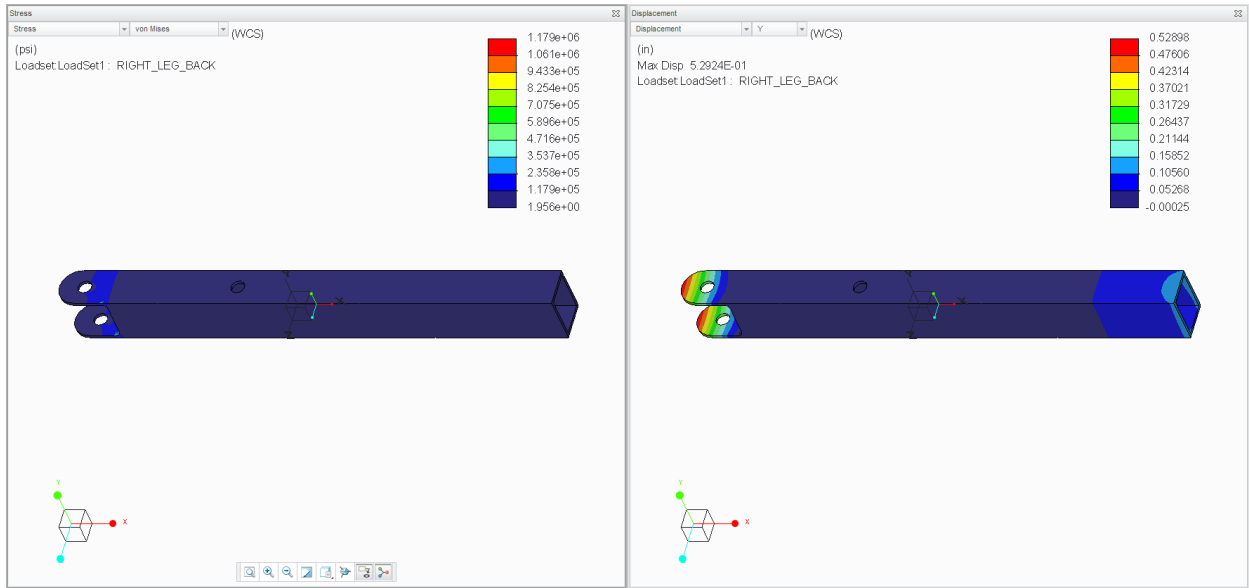 Stress
Stress von Mises (WCS)
(psi)
Loadset:LoadSet1 : RIGHT_LEG_BACK
1.179e+06
1.061e+06
9.433e+05
8.254e+05
7.075e+05
5.896e+05
4.716e+05
3.537e+05
2.358e+05
1.179e+05
1.956e+00
Y
X
Displacement
Displacement Y (WCS)
(in)
Max Disp 5.2924E-01
Loadset:LoadSet1 : RIGHT_LEG_BACK
0.52898
0.47606
0.42314
0.37021
0.31729
0.26437
0.21144
0.15852
0.10560
0.05268
-0.00025
Y
X